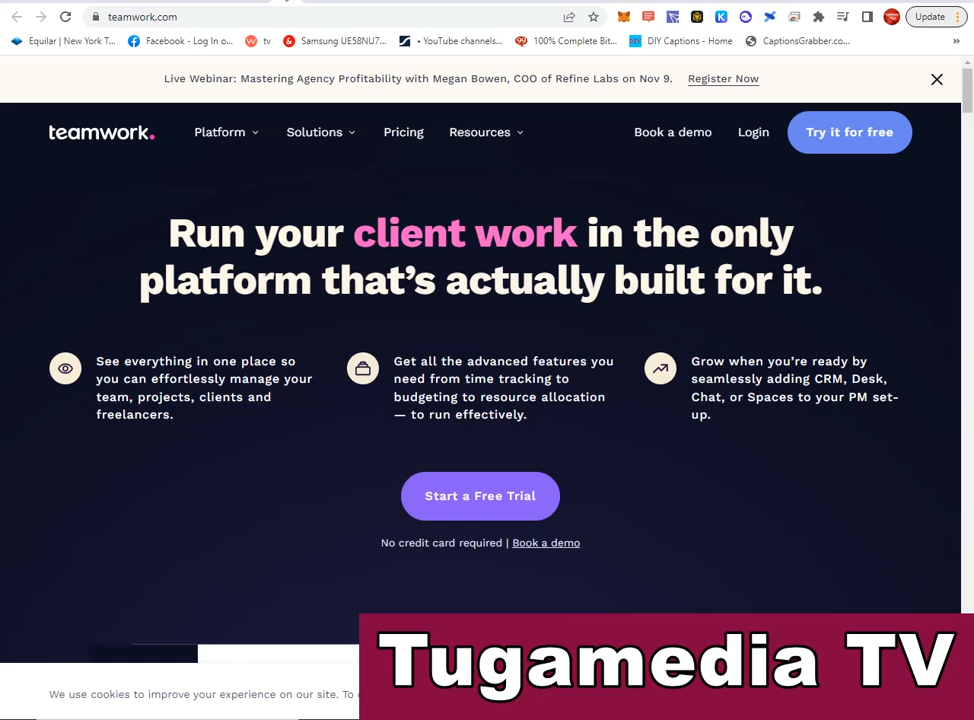 teamwork.com
Update
Equilar | New York T...
Facebook - Log In o...
tv
Samsung UE58NU7...
• YouTube channels...
100% Complete Bit...
DIY Captions - Home
CaptionsGrabber.co...
»
Live Webinar: Mastering Agency Profitability with Megan Bowen, COO of Refine Labs on Nov 9. Register Now
teamwork.
Platform
Solutions
Pricing
Resources
Book a demo
Login
Try it for free
Run your client work in the only
platform that’s actually built for it.
See everything in one place so
you can effortlessly manage your
team, projects, clients and
freelancers.
Get all the advanced features you
need from time tracking to
budgeting to resource allocation
— to run effectively.
Grow when you’re ready by
seamlessly adding CRM, Desk,
Chat, or Spaces to your PM set-
up.
Start a Free Trial
No credit card required | Book a demo
We use cookies to improve your experience on our site. To
Tugamedia TV